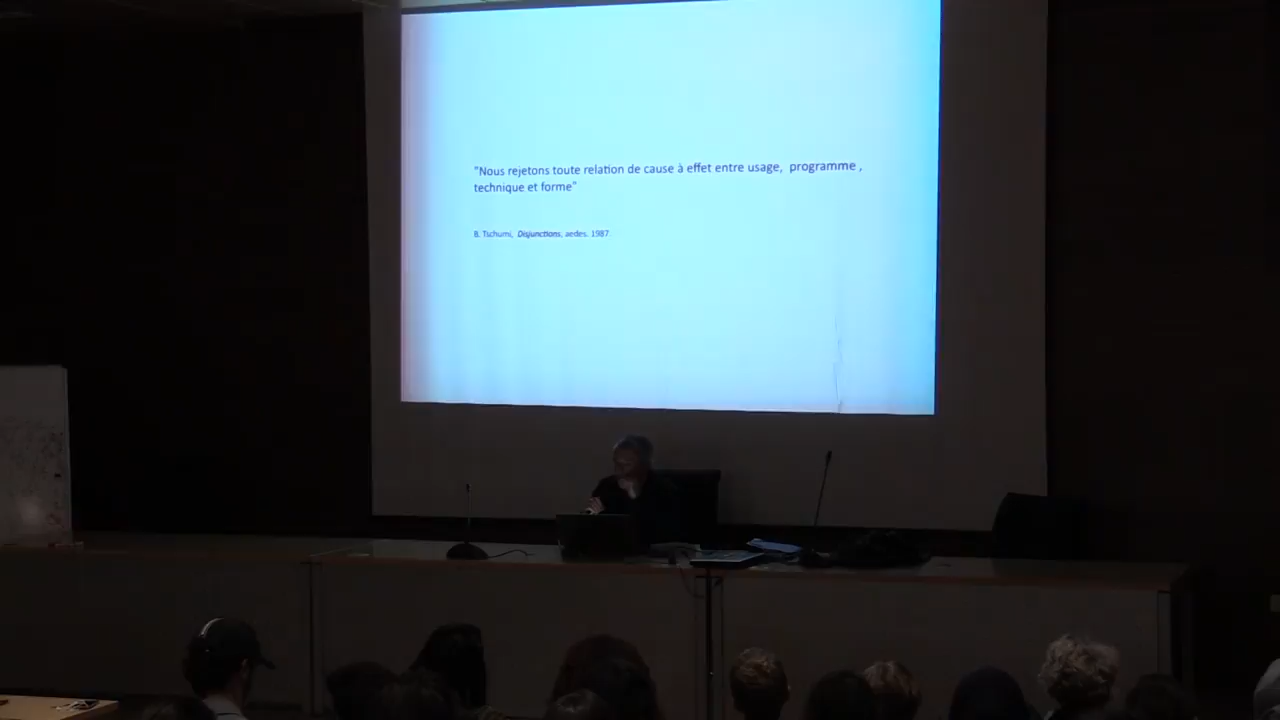 "Nous rejetons toute relation de cause à effet entre usage, programme ,
technique et forme"
B. Tschumi, Disjunctions, aedes. 1987